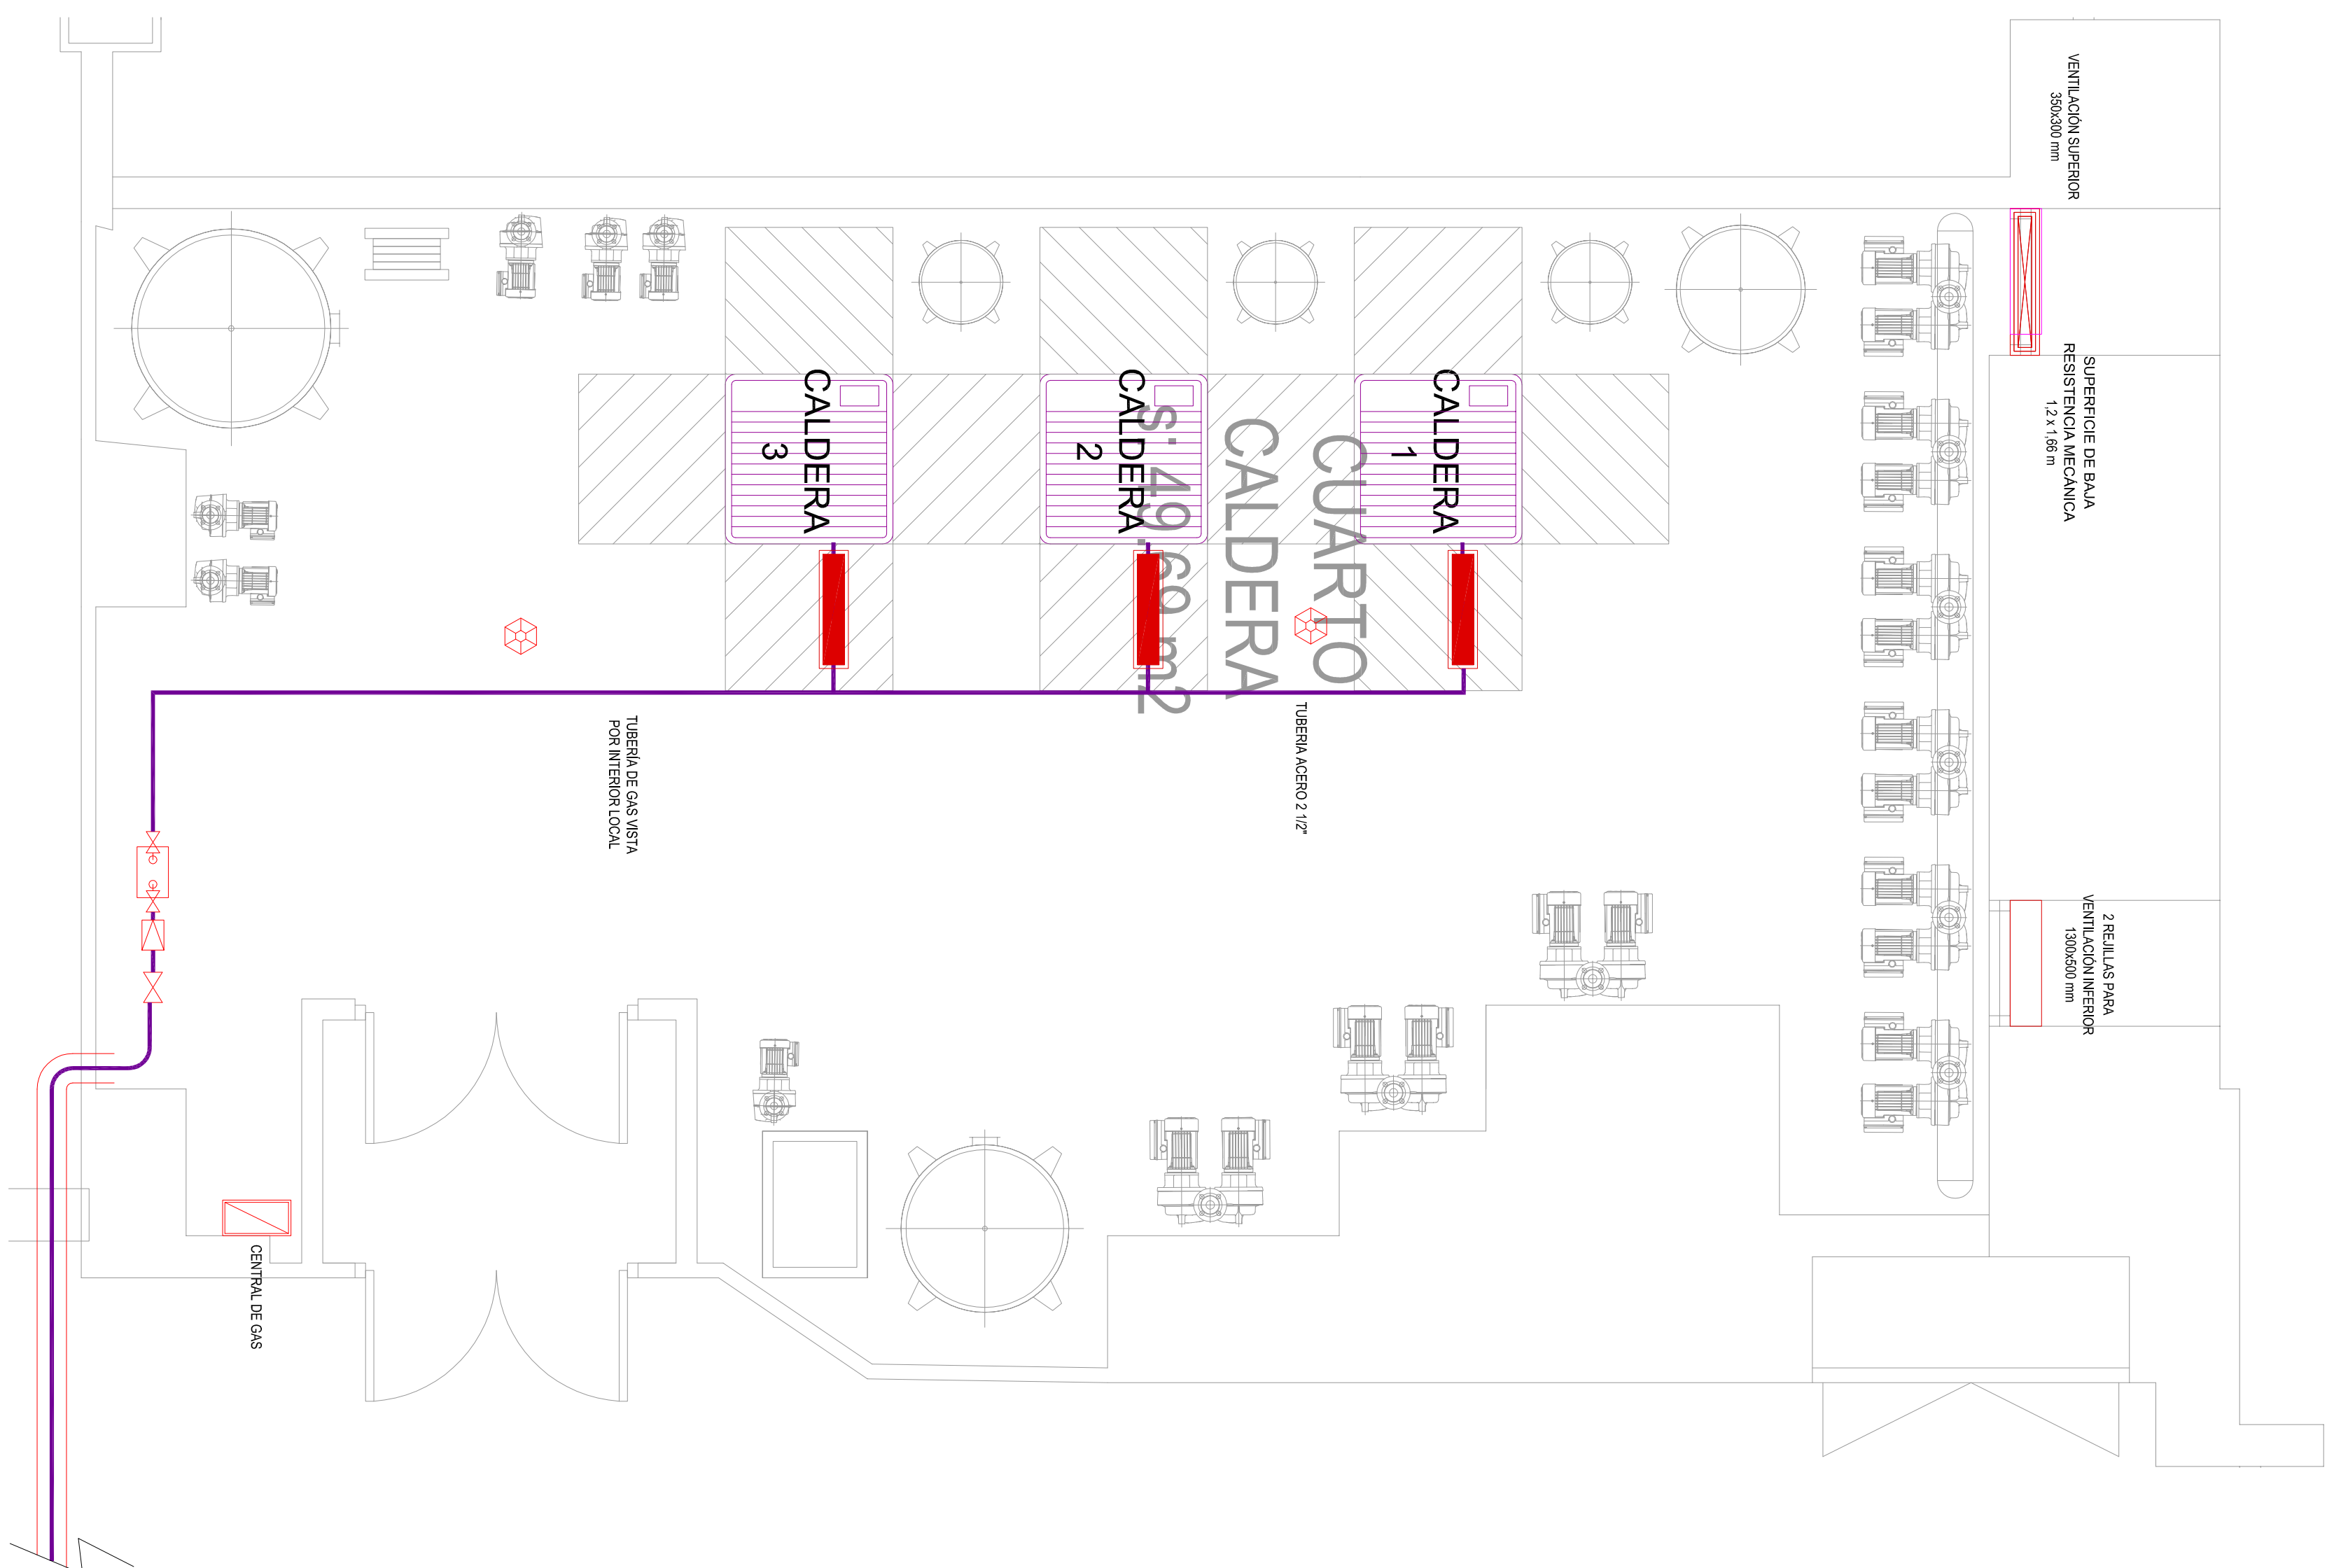 VENTILACIÓN SUPERIOR
350x300 mm
SUPERFICIE DE BAJA
RESISTENCIA MECÁNICA
1,2 x 1,66 m
2 REJILLAS PARA
VENTILACIÓN INFERIOR
1300x500 mm
CALDERA
1
CUARTO
CALDERA
S: 49.69 m2
CALDERA
2
CALDERA
3
TUBERIA ACERO 2 1/2"
TUBERÍA DE GAS VISTA
POR INTERIOR LOCAL
CENTRAL DE GAS